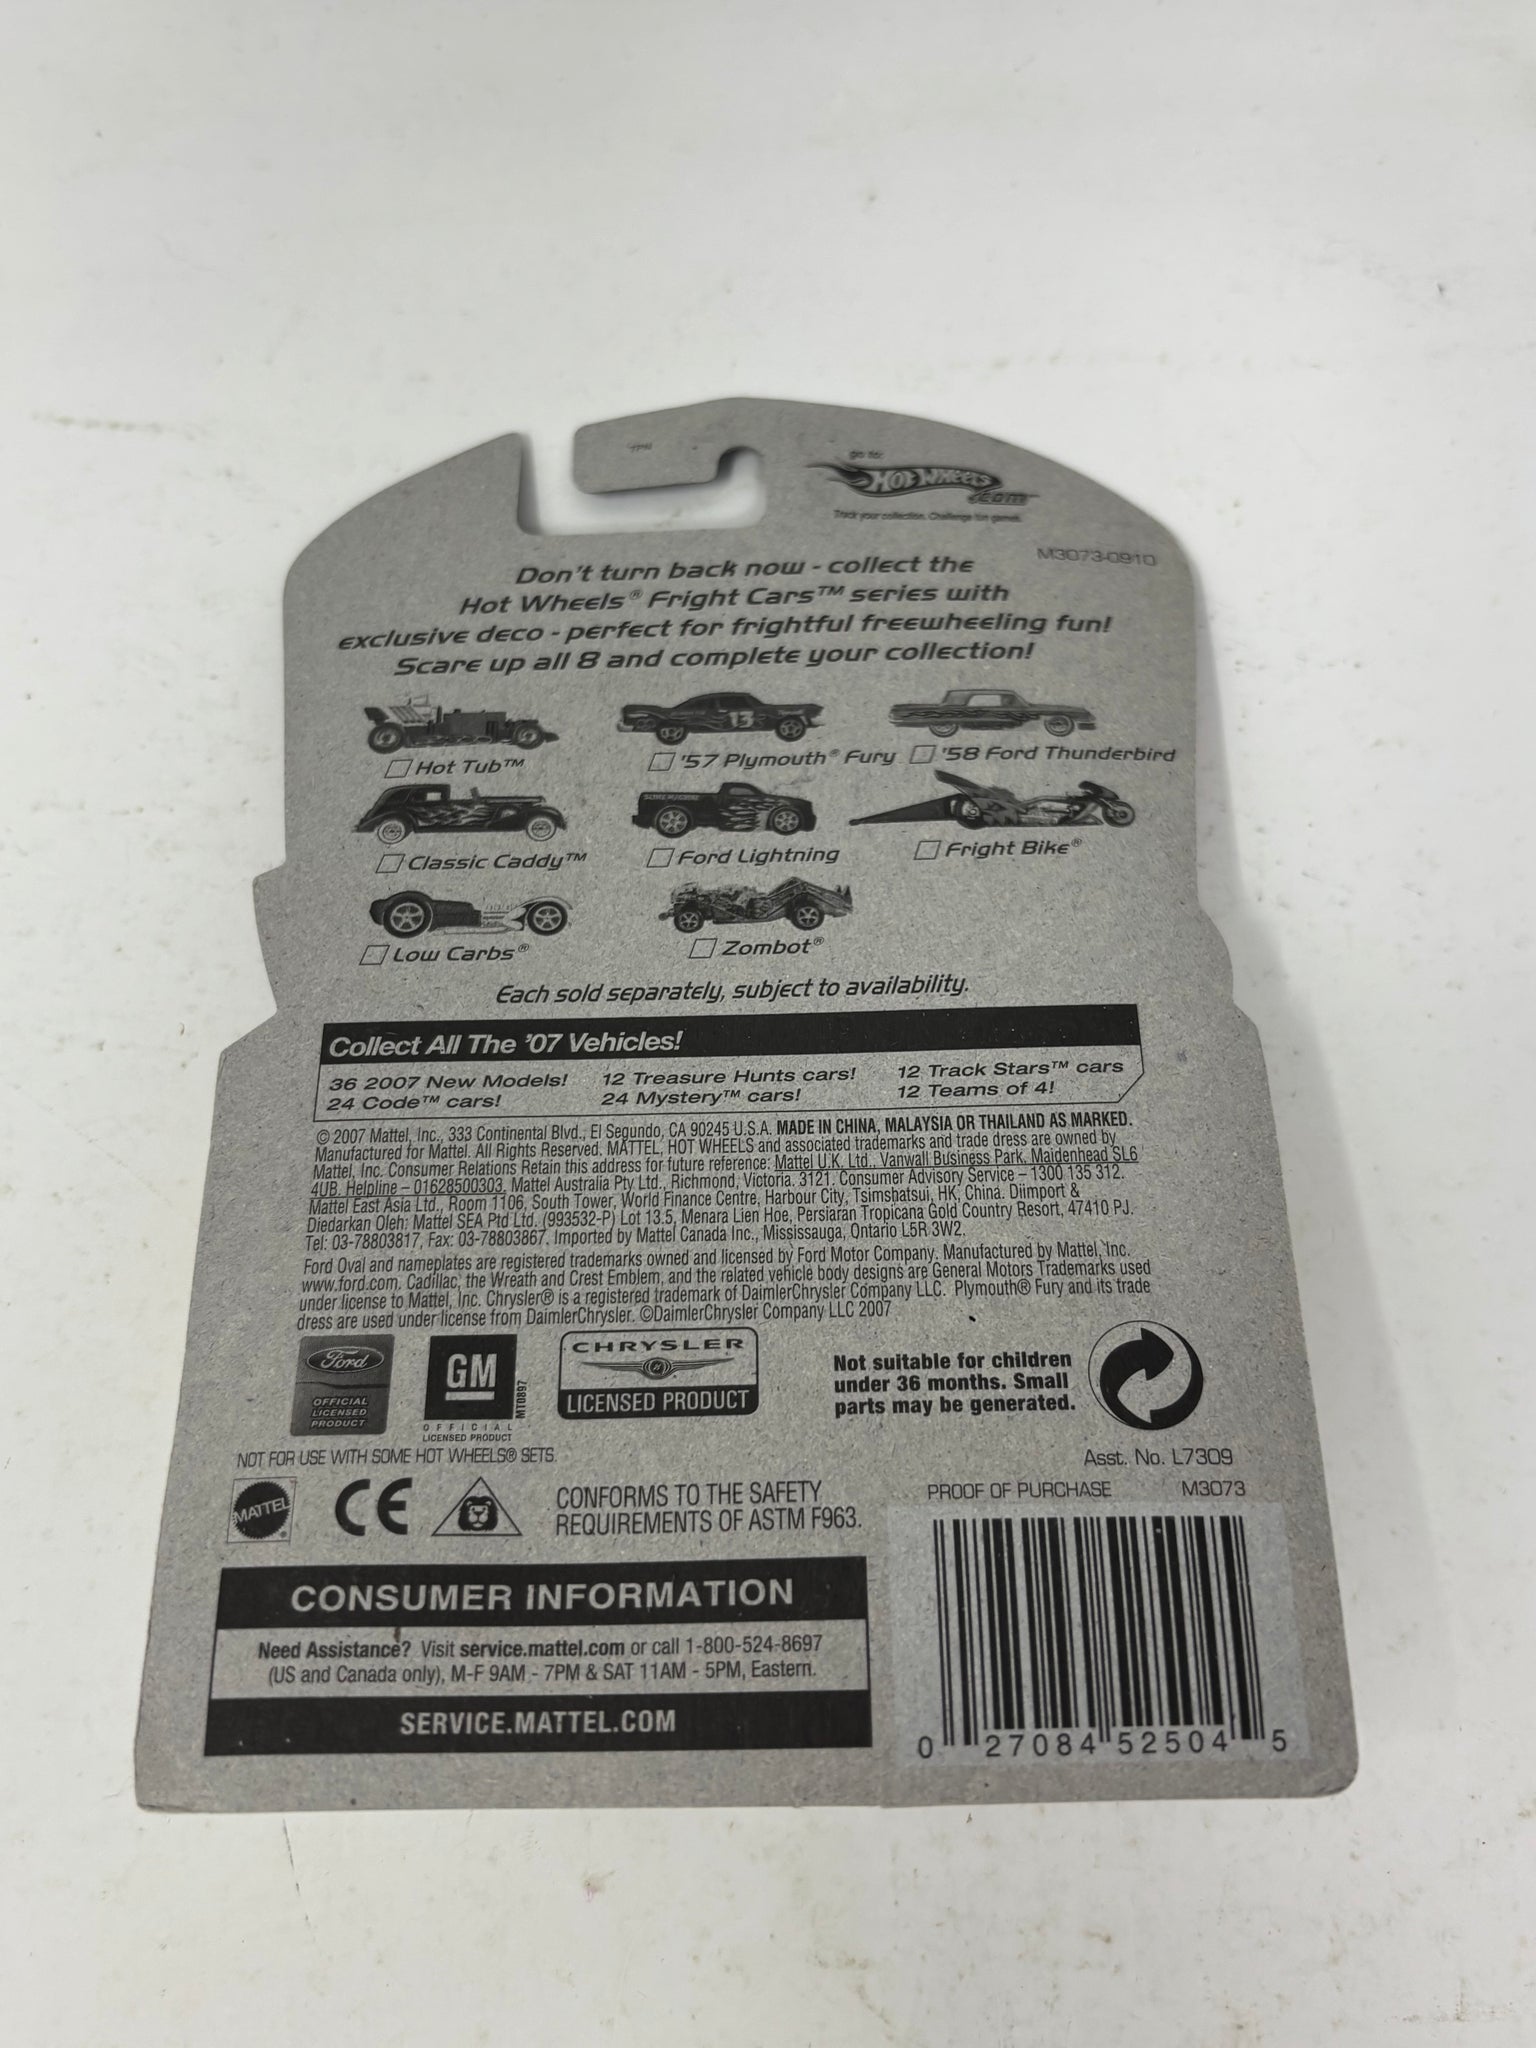 go to:
HOT WHEELS
.com
Track your collection. Challenge fun games.
M3073-0910
Don't turn back now - collect the
Hot Wheels® Fright Cars™ series with
exclusive deco - perfect for frightful freewheeling fun!
Scare up all 8 and complete your collection!
13
Hot Tub™
'57 Plymouth® Fury
'58 Ford Thunderbird
Classic Caddy™
Ford Lightning
Fright Bike®
Low Carbs®
Zombot®
Each sold separately, subject to availability.
Collect All The '07 Vehicles!
36 2007 New Models! 12 Treasure Hunts cars! 12 Track Stars™ cars
24 Code™ cars! 24 Mystery™ cars! 12 Teams of 4!
© 2007 Mattel, Inc., 333 Continental Blvd., El Segundo, CA 90245 U.S.A. MADE IN CHINA, MALAYSIA OR THAILAND AS MARKED.
Manufactured for Mattel. All Rights Reserved. MATTEL, HOT WHEELS and associated trademarks and trade dress are owned by
Mattel, Inc. Consumer Relations Retain this address for future reference: Mattel U.K. Ltd., Vanwall Business Park, Maidenhead SL6
4UB. Helpline – 01628500303. Mattel Australia Pty Ltd., Richmond, Victoria. 3121. Consumer Advisory Service – 1300 135 312.
Mattel East Asia Ltd., Room 1106, South Tower, World Finance Centre, Harbour City, Tsimshatsui, HK, China. Diimport &
Diedarkan Oleh: Mattel SEA Ptd Ltd. (993532-P) Lot 13.5, Menara Lien Hoe, Persiaran Tropicana Gold Country Resort, 47410 PJ.
Tel: 03-78803817, Fax: 03-78803867. Imported by Mattel Canada Inc., Mississauga, Ontario L5R 3W2.
Ford Oval and nameplates are registered trademarks owned and licensed by Ford Motor Company. Manufactured by Mattel, Inc.
www.ford.com, Cadillac, the Wreath and Crest Emblem, and the related vehicle body designs are General Motors Trademarks used
under license to Mattel, Inc. Chrysler® is a registered trademark of DaimlerChrysler Company LLC. Plymouth® Fury and its trade
dress are used under license from DaimlerChrysler. ©DaimlerChrysler Company LLC 2007
Ford
OFFICIAL
LICENSED
PRODUCT
GM
OFFICIAL
LICENSED PRODUCT
MT0897
CHRYSLER
LICENSED PRODUCT
Not suitable for children
under 36 months. Small
parts may be generated.
NOT FOR USE WITH SOME HOT WHEELS® SETS.
Asst. No. L7309
PROOF OF PURCHASE M3073
MATTEL®
CE
CONFORMS TO THE SAFETY
REQUIREMENTS OF ASTM F963.
CONSUMER INFORMATION
Need Assistance? Visit service.mattel.com or call 1-800-524-8697
(US and Canada only), M-F 9AM - 7PM & SAT 11AM - 5PM, Eastern.
SERVICE.MATTEL.COM
0 27084 52504 5